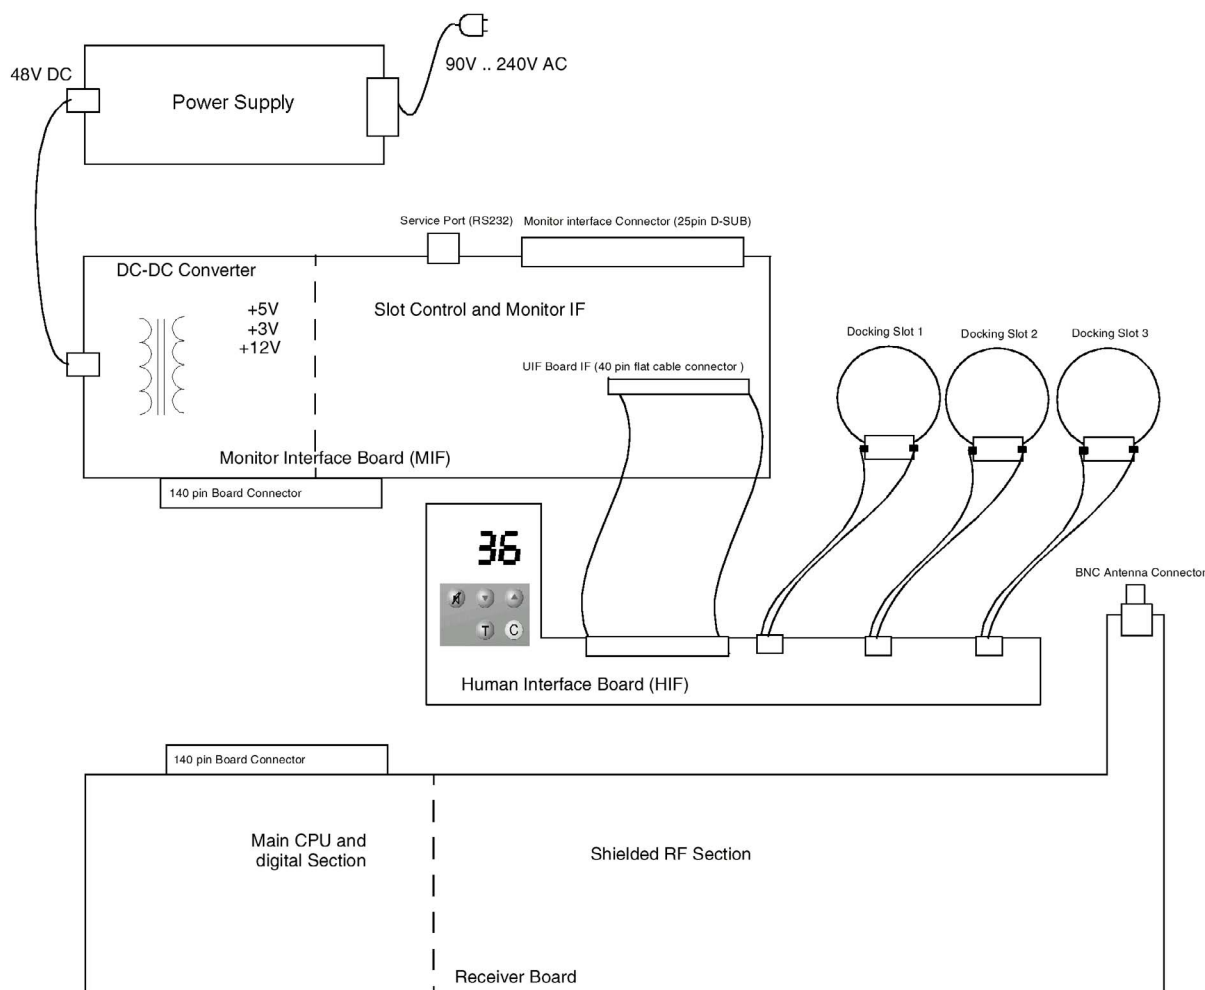 90V .. 240V AC
48V DC
Power Supply
Service Port (RS232)
Monitor interface Connector (25pin D-SUB)
DC-DC Converter
+5V
+3V
+12V
Slot Control and Monitor IF
UIF Board IF (40 pin flat cable connector )
Docking Slot 1
Docking Slot 2
Docking Slot 3
Monitor Interface Board (MIF)
140 pin Board Connector
36
T
C
BNC Antenna Connector
Human Interface Board (HIF)
140 pin Board Connector
Main CPU and
digital Section
Shielded RF Section
Receiver Board